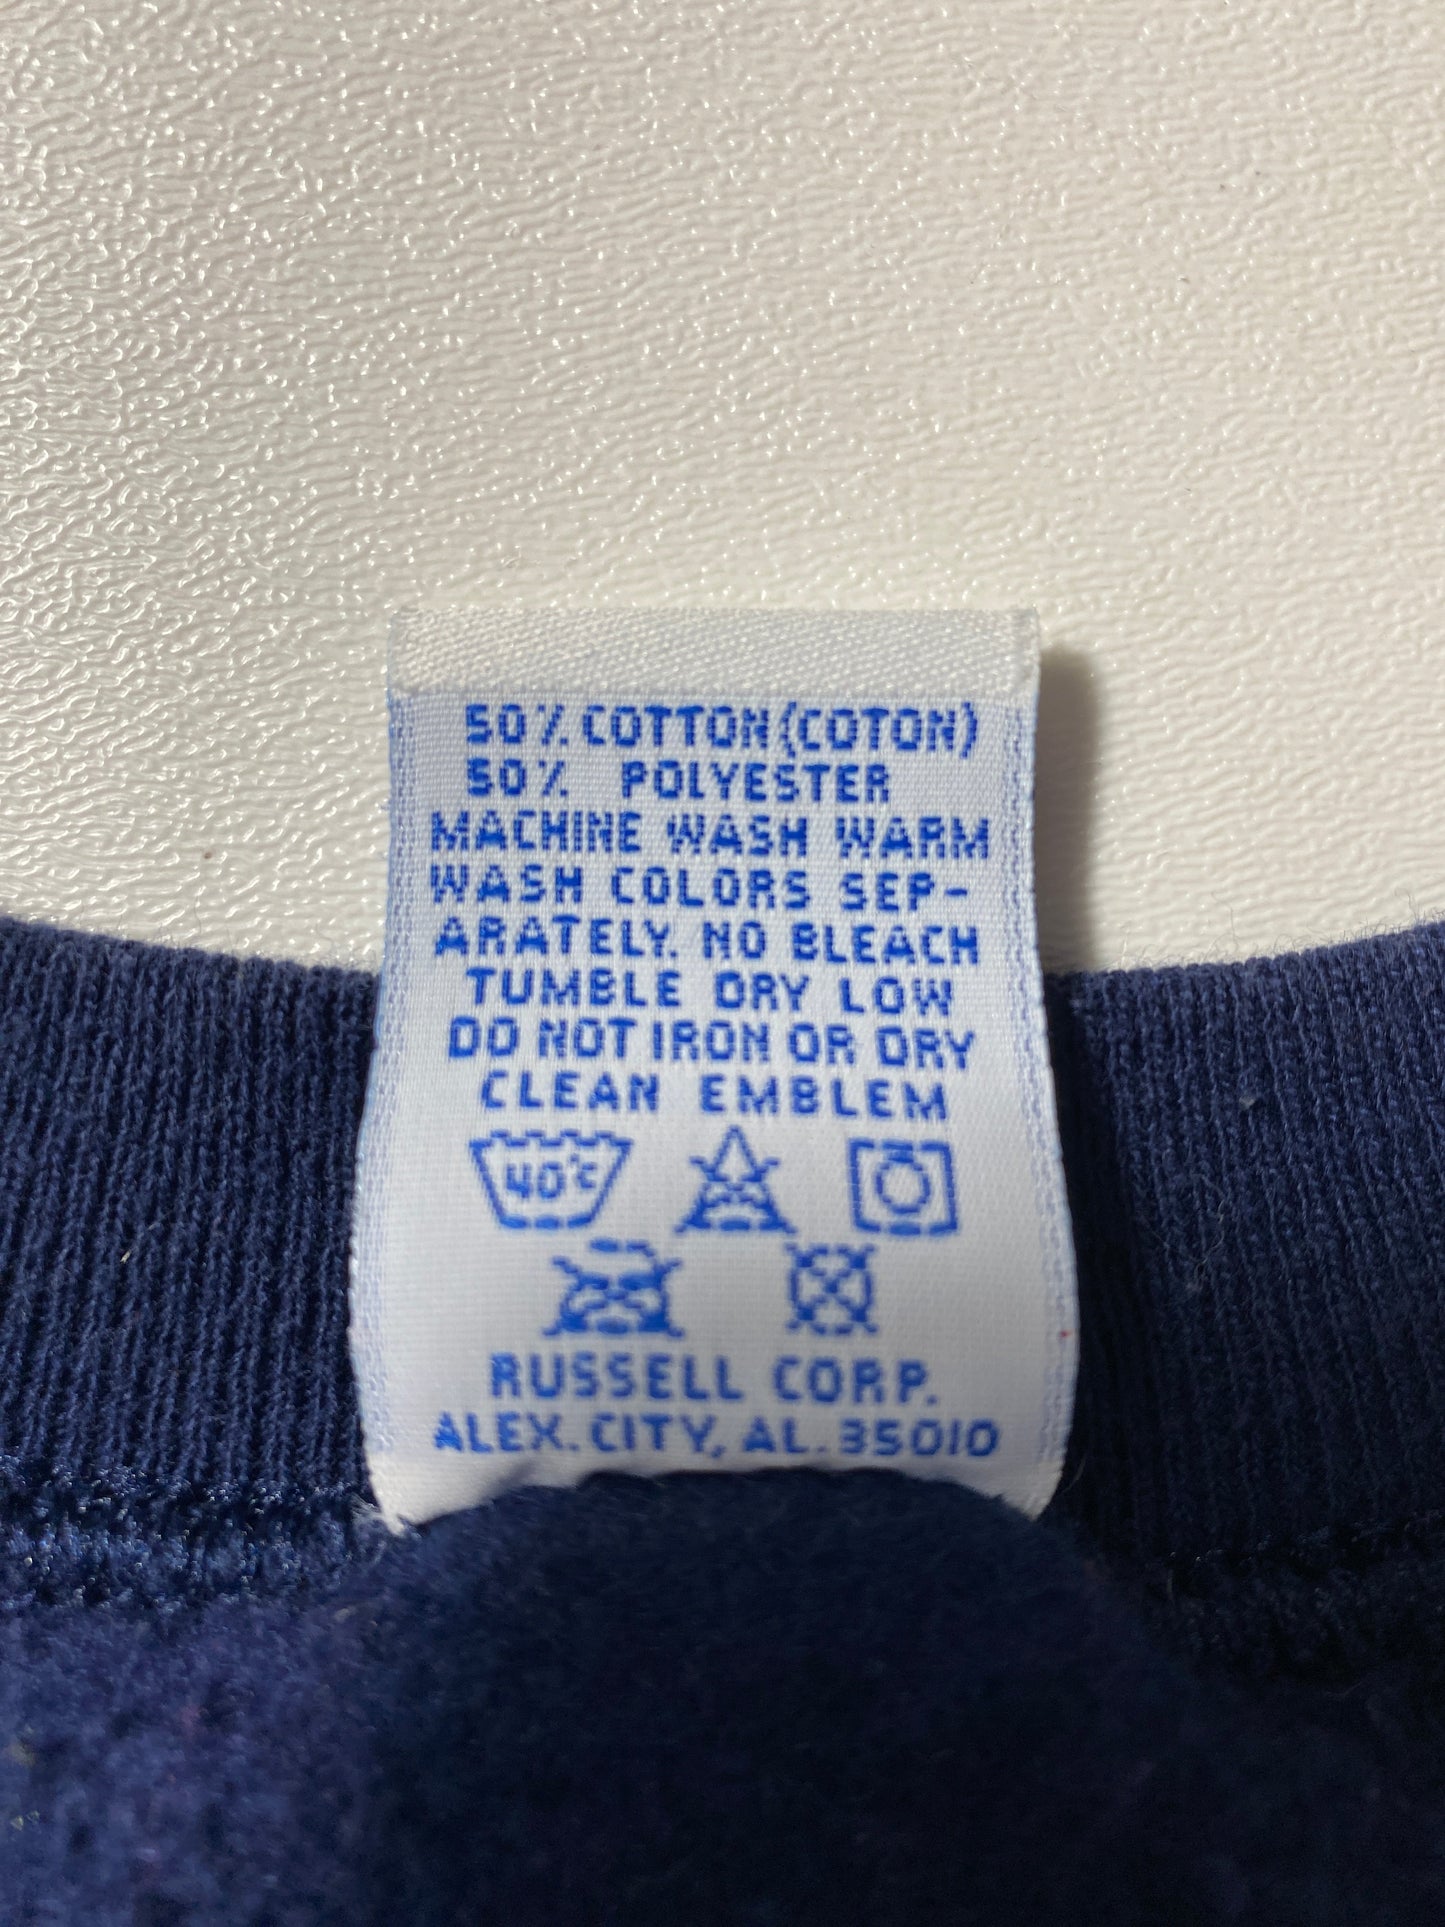 50% COTTON (COTON)
50% POLYESTER
MACHINE WASH WARM
WASH COLORS SEP-
ARATELY. NO BLEACH
TUMBLE DRY LOW
DO NOT IRON OR DRY
CLEAN EMBLEM
40°C
RUSSELL CORP.
ALEX. CITY, AL. 35010